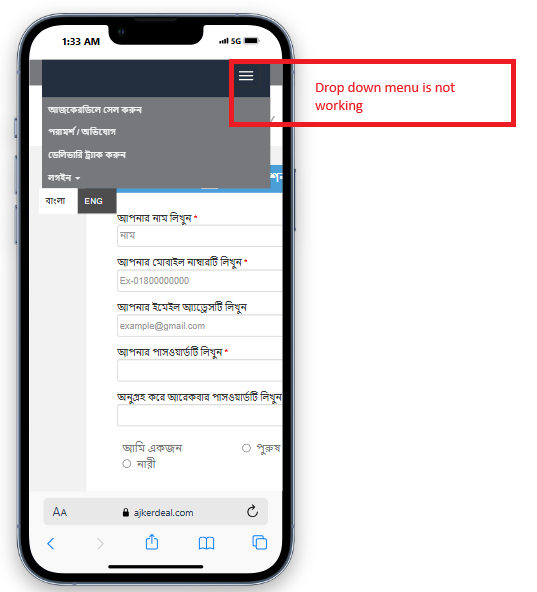 1:33 AM
5G
Drop down menu is not
working
আজকেরডিলে সেল করুন
পরামর্শ / অভিযোগ
ডেলিভারি ট্র্যাক করুন
লগইন
বাংলা ENG
আপনার নাম লিখুন *
নাম
আপনার মোবাইল নাম্বারটি লিখুন *
Ex-01800000000
আপনার ইমেইল অ্যাড্রেসটি লিখুন
example@gmail.com
আপনার পাসওয়ার্ডটি লিখুন *
অনুগ্রহ করে আরেকবার পাসওয়ার্ডটি লিখুন
আমি একজন পুরুষ
নারী
AA ajkerdeal.com